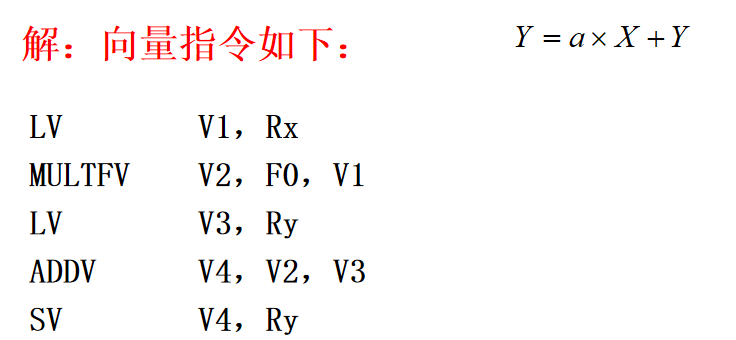 解：向量指令如下：
Y = a × X + Y
LV V1，Rx
MULTFV V2，F0，V1
LV V3，Ry
ADDV V4，V2，V3
SV V4，Ry